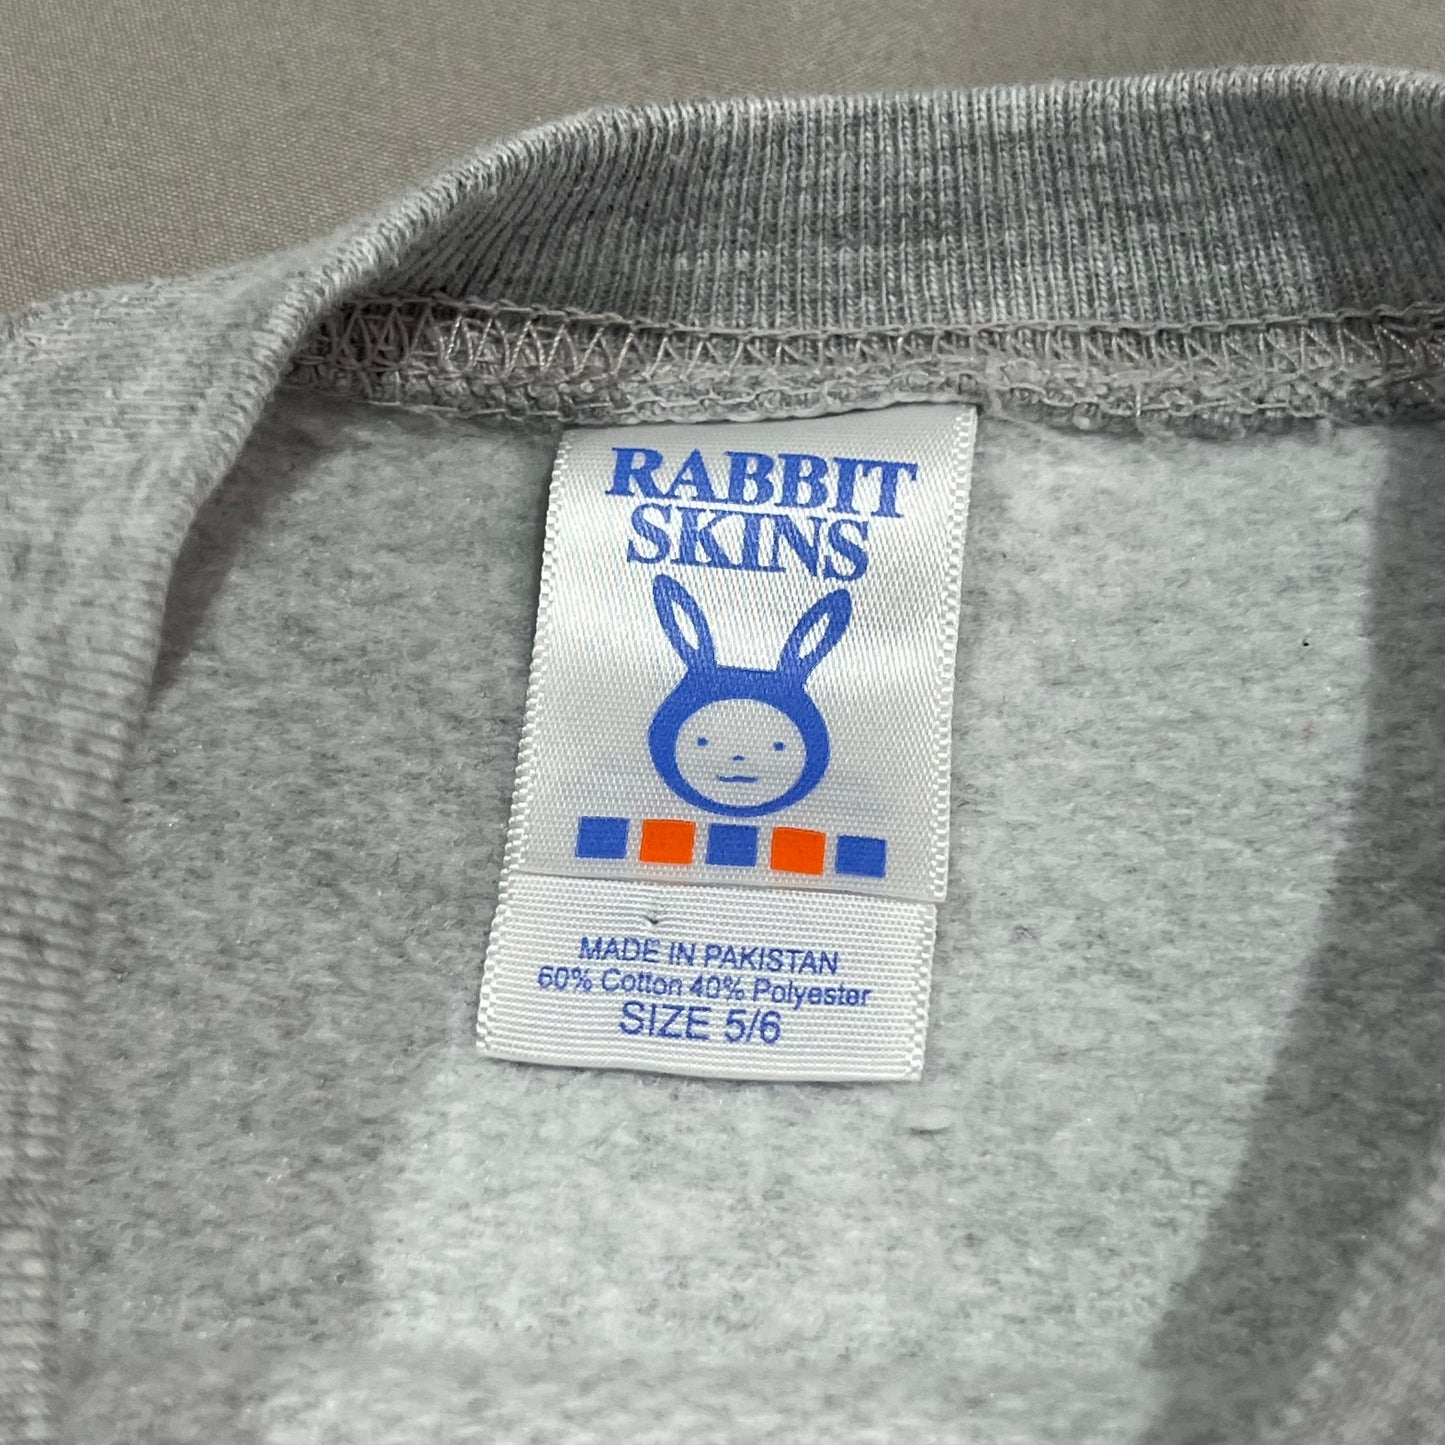 RABBIT
SKINS
MADE IN PAKISTAN
60% Cotton 40% Polyester
SIZE 5/6